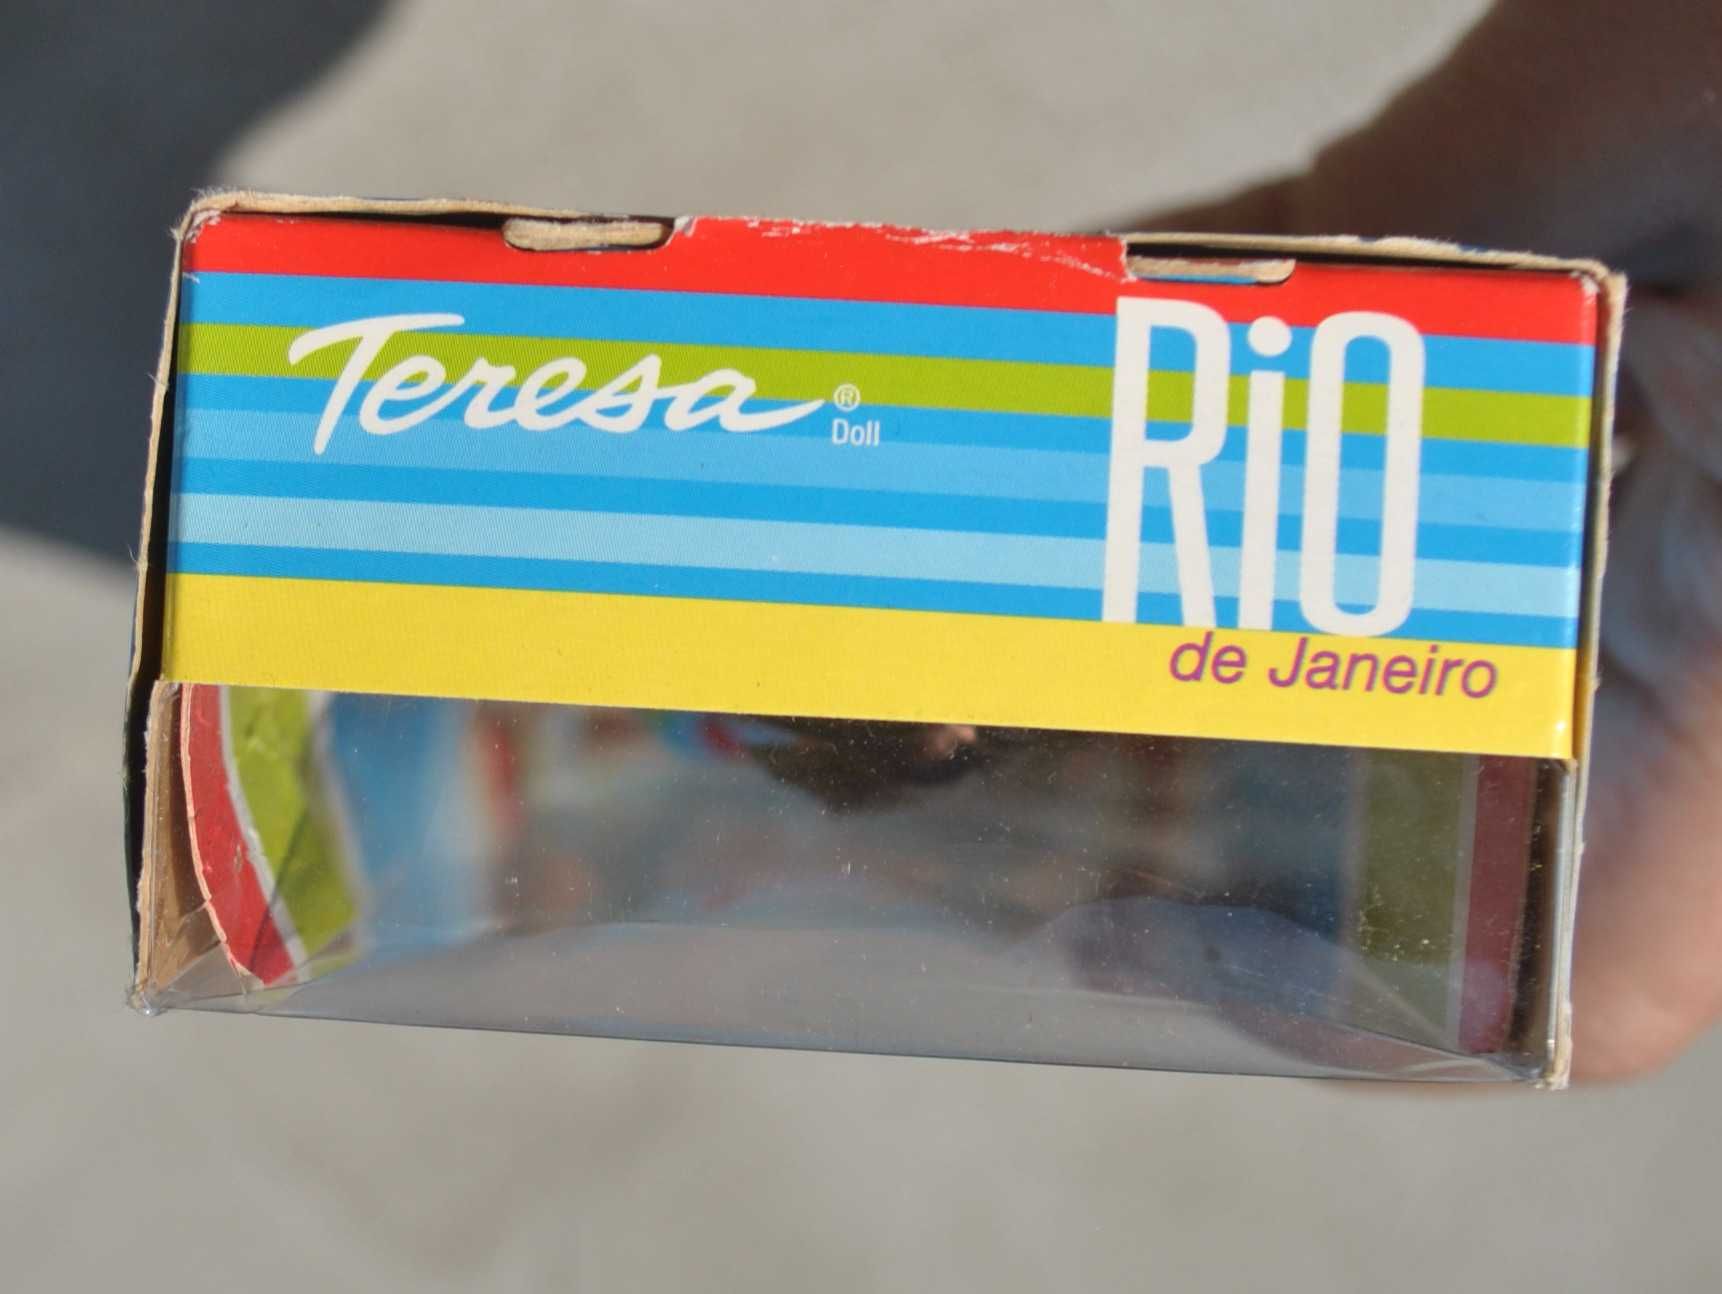 Teresa®
Doll
RiO
de Janeiro